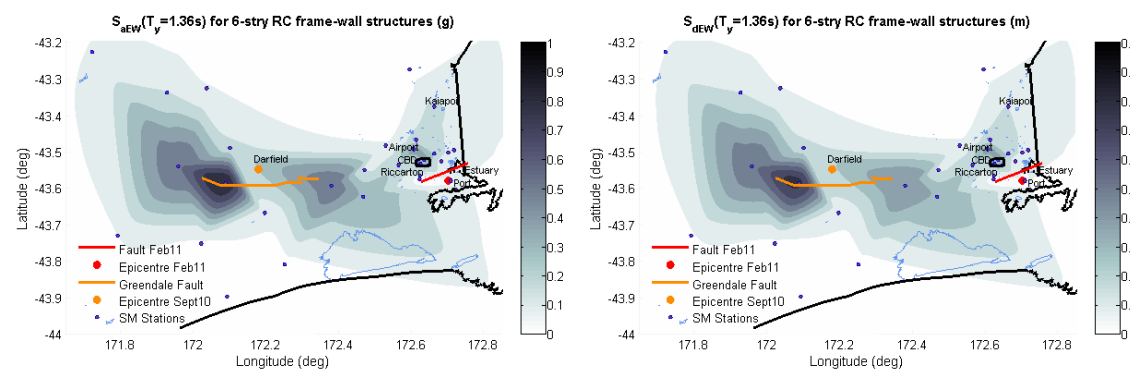 S_aEW(T_y=1.36s) for 6-stry RC frame-wall structures (g)
-43.2
-43.3
-43.4
-43.5
-43.6
-43.7
-43.8
-43.9
-44
Latitude (deg)
Kaiapoi
Airport
CBD
Riccarton
Darfield
Estuary
Port
Fault Feb11
Epicentre Feb11
Greendale Fault
Epicentre Sept10
SM Stations
171.8
172
172.2
172.4
172.6
172.8
Longitude (deg)
1
0.9
0.8
0.7
0.6
0.5
0.4
0.3
0.2
0.1
0
S_dEW(T_y=1.36s) for 6-stry RC frame-wall structures (m)
-43.2
-43.3
-43.4
-43.5
-43.6
-43.7
-43.8
-43.9
-44
Latitude (deg)
Kaiapoi
Airport
CBD
Riccarton
Darfield
Estuary
Port
Fault Feb11
Epicentre Feb11
Greendale Fault
Epicentre Sept10
SM Stations
171.8
172
172.2
172.4
172.6
172.8
Longitude (deg)